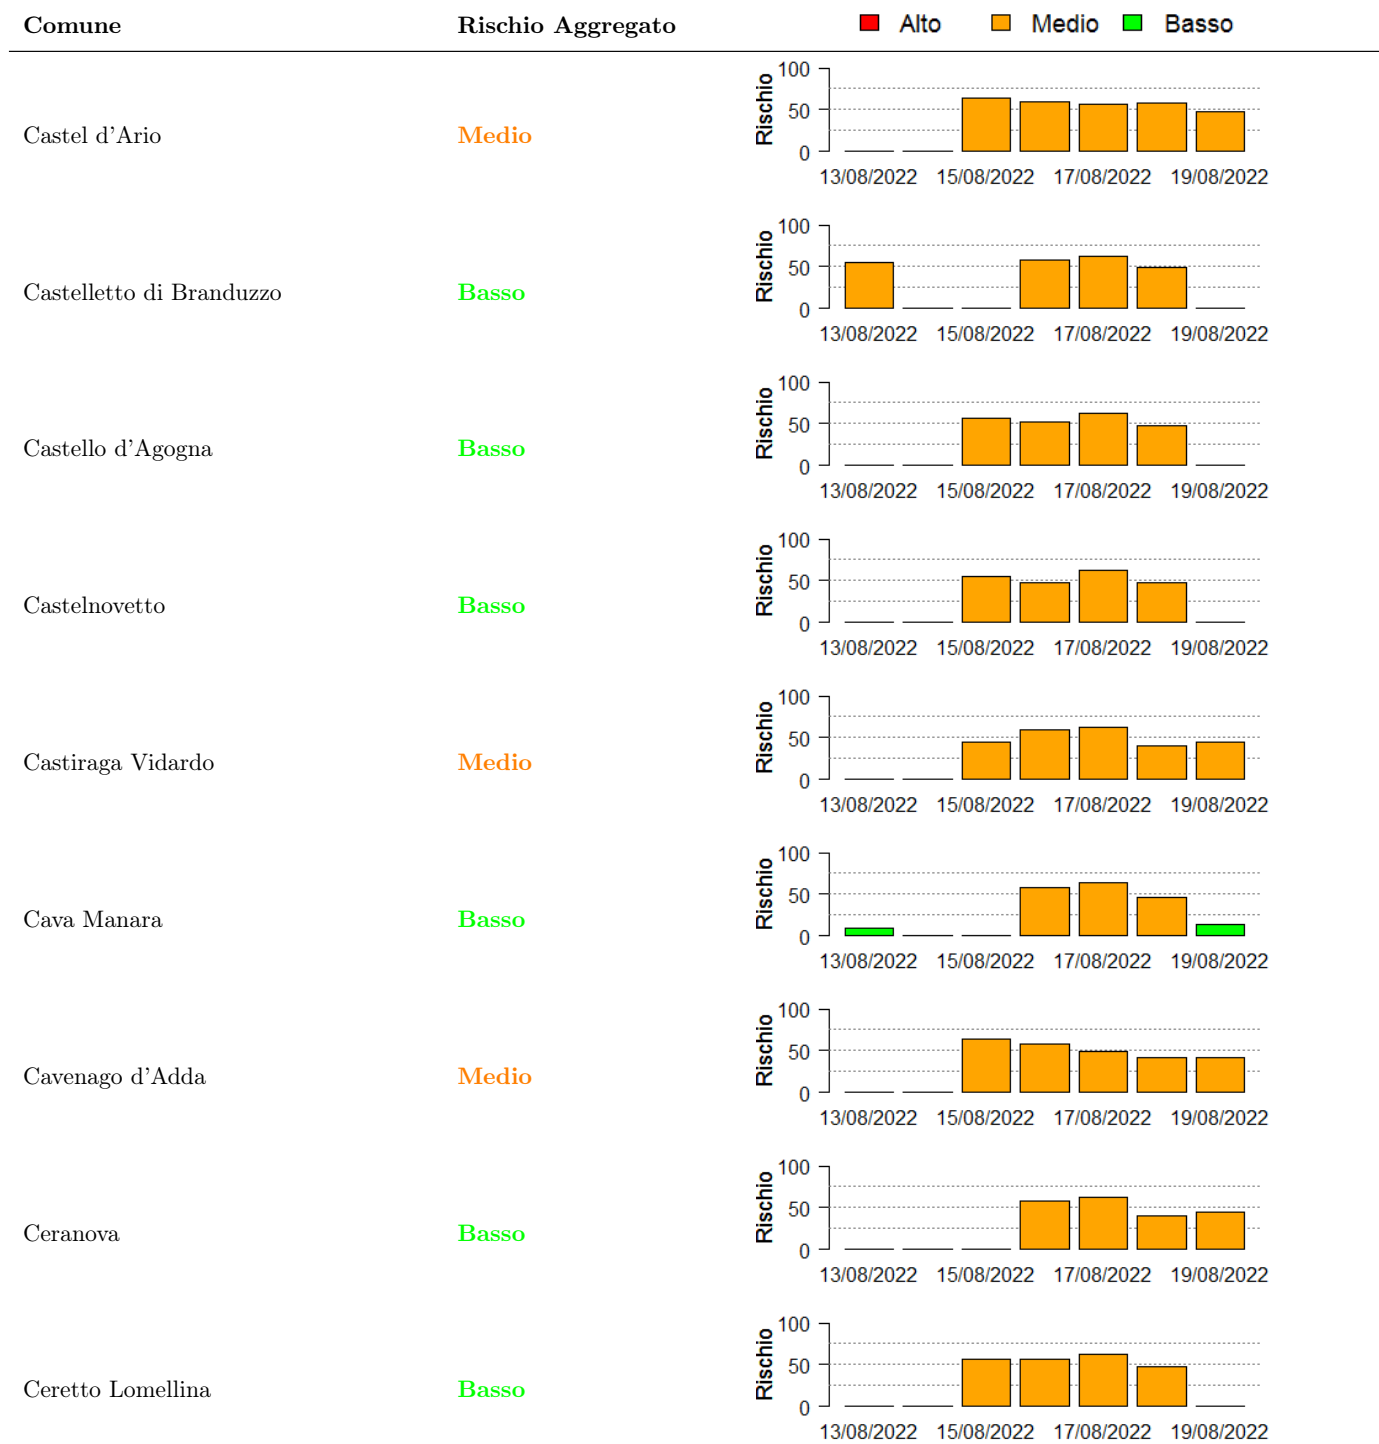 Comune Rischio Aggregato Alto Medio Basso
100
50
0
Rischio
Castel d'Ario Medio
13/08/2022 15/08/2022 17/08/2022 19/08/2022
100
50
0
Rischio
Castelletto di Branduzzo Basso
13/08/2022 15/08/2022 17/08/2022 19/08/2022
100
50
0
Rischio
Castello d'Agogna Basso
13/08/2022 15/08/2022 17/08/2022 19/08/2022
100
50
0
Rischio
Castelnovetto Basso
13/08/2022 15/08/2022 17/08/2022 19/08/2022
100
50
0
Rischio
Castiraga Vidardo Medio
13/08/2022 15/08/2022 17/08/2022 19/08/2022
100
50
0
Rischio
Cava Manara Basso
13/08/2022 15/08/2022 17/08/2022 19/08/2022
100
50
0
Rischio
Cavenago d'Adda Medio
13/08/2022 15/08/2022 17/08/2022 19/08/2022
100
50
0
Rischio
Ceranova Basso
13/08/2022 15/08/2022 17/08/2022 19/08/2022
100
50
0
Rischio
Ceretto Lomellina Basso
13/08/2022 15/08/2022 17/08/2022 19/08/2022